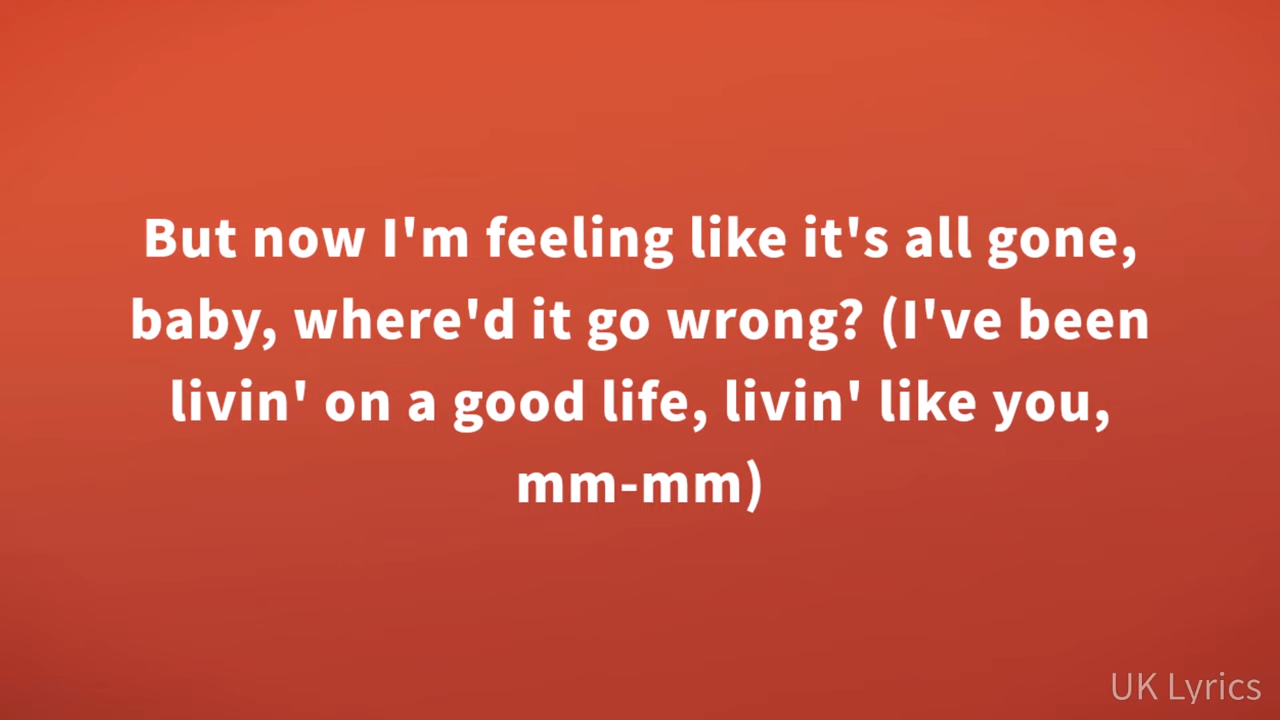 But now I'm feeling like it's all gone,
baby, where'd it go wrong? (I've been
livin' on a good life, livin' like you,
mm-mm)
UK Lyrics